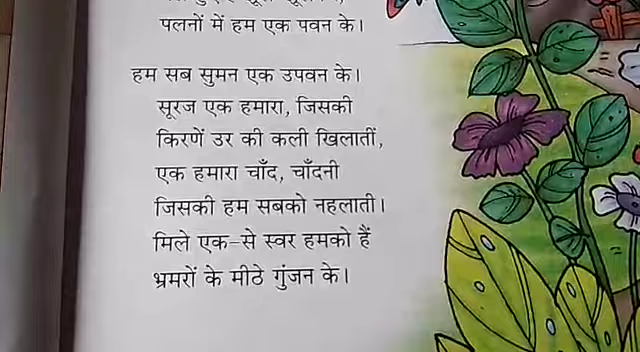 पलनों में हम एक पवन के।
हम सब सुमन एक उपवन के।
सूरज एक हमारा, जिसकी
किरणें उर की कली खिलातीं,
एक हमारा चाँद, चाँदनी
जिसकी हम सबको नहलाती।
मिले एक-से स्वर हमको हैं
भ्रमरों के मीठे गुंजन के।